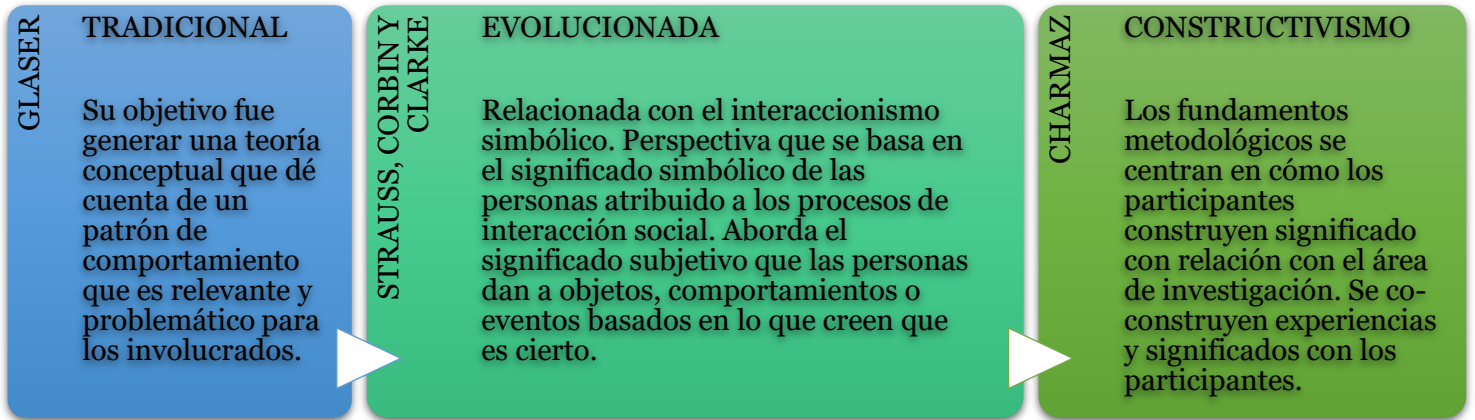 GLASER
TRADICIONAL
Su objetivo fue
generar una teoría
conceptual que dé
cuenta de un
patrón de
comportamiento
que es relevante y
problemático para
los involucrados.
STRAUSS, CORBIN Y
CLARKE
EVOLUCIONADA
Relacionada con el interaccionismo
simbólico. Perspectiva que se basa en
el significado simbólico de las
personas atribuido a los procesos de
interacción social. Aborda el
significado subjetivo que las personas
dan a objetos, comportamientos o
eventos basados en lo que creen que
es cierto.
CHARMAZ
CONSTRUCTIVISMO
Los fundamentos
metodológicos se
centran en cómo los
participantes
construyen significado
con relación con el área
de investigación. Se co-
construyen experiencias
y significados con los
participantes.